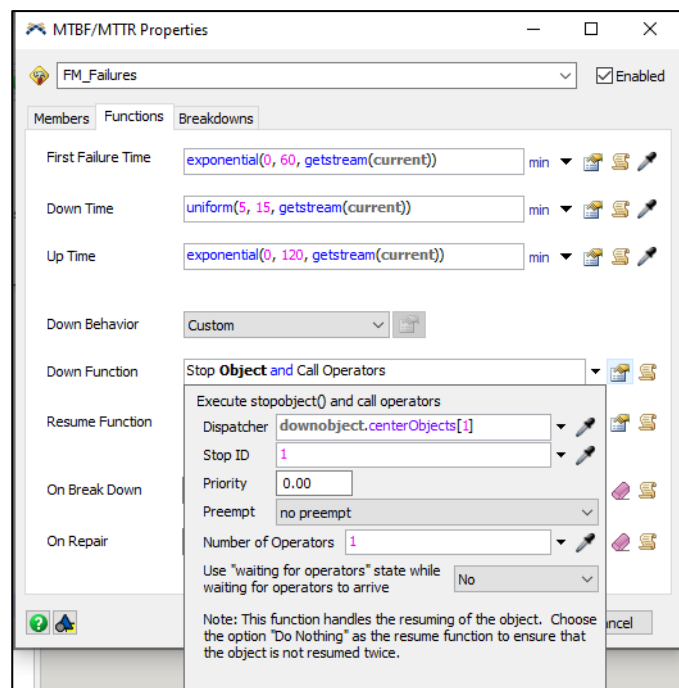 MTBF/MTTR Properties
FM_Failures
Enabled
Members Functions Breakdowns
First Failure Time exponential(0, 60, getstream(current)) min
Down Time uniform(5, 15, getstream(current)) min
Up Time exponential(0, 120, getstream(current)) min
Down Behavior Custom
Down Function Stop Object and Call Operators
Execute stopobject() and call operators
Dispatcher downobject.centerObjects[1]
Resume Function
Stop ID 1
Priority 0.00
On Break Down
Preempt no preempt
On Repair
Number of Operators 1
Use "waiting for operators" state while
waiting for operators to arrive No
Note: This function handles the resuming of the object. Choose
the option "Do Nothing" as the resume function to ensure that
the object is not resumed twice.